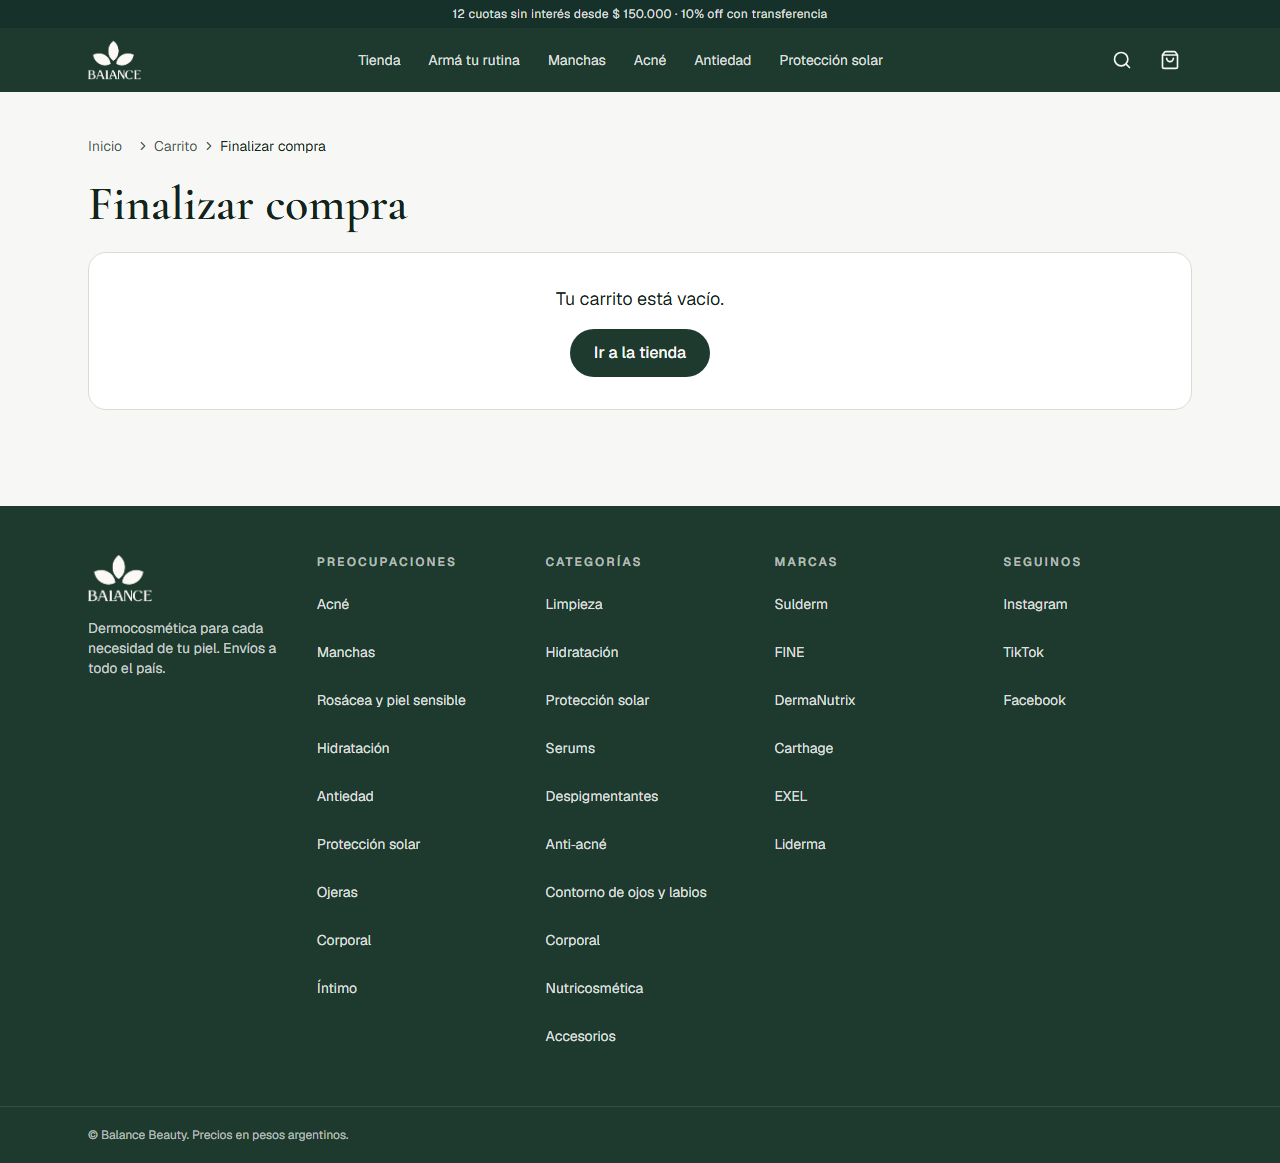 12 cuotas sin interés desde $ 150.000 · 10% off con transferencia
BALANCE
Tienda
Armá tu rutina
Manchas
Acné
Antiedad
Protección solar
Inicio
Carrito
Finalizar compra
Finalizar compra
Tu carrito está vacío.
Ir a la tienda
BALANCE
Dermocosmética para cada
necesidad de tu piel. Envíos a
todo el país.
PREOCUPACIONES
Acné
Manchas
Rosácea y piel sensible
Hidratación
Antiedad
Protección solar
Ojeras
Corporal
Íntimo
CATEGORÍAS
Limpieza
Hidratación
Protección solar
Serums
Despigmentantes
Anti-acné
Contorno de ojos y labios
Corporal
Nutricosmética
Accesorios
MARCAS
Sulderm
FINE
DermaNutrix
Carthage
EXEL
Liderma
SEGUINOS
Instagram
TikTok
Facebook
© Balance Beauty. Precios en pesos argentinos.